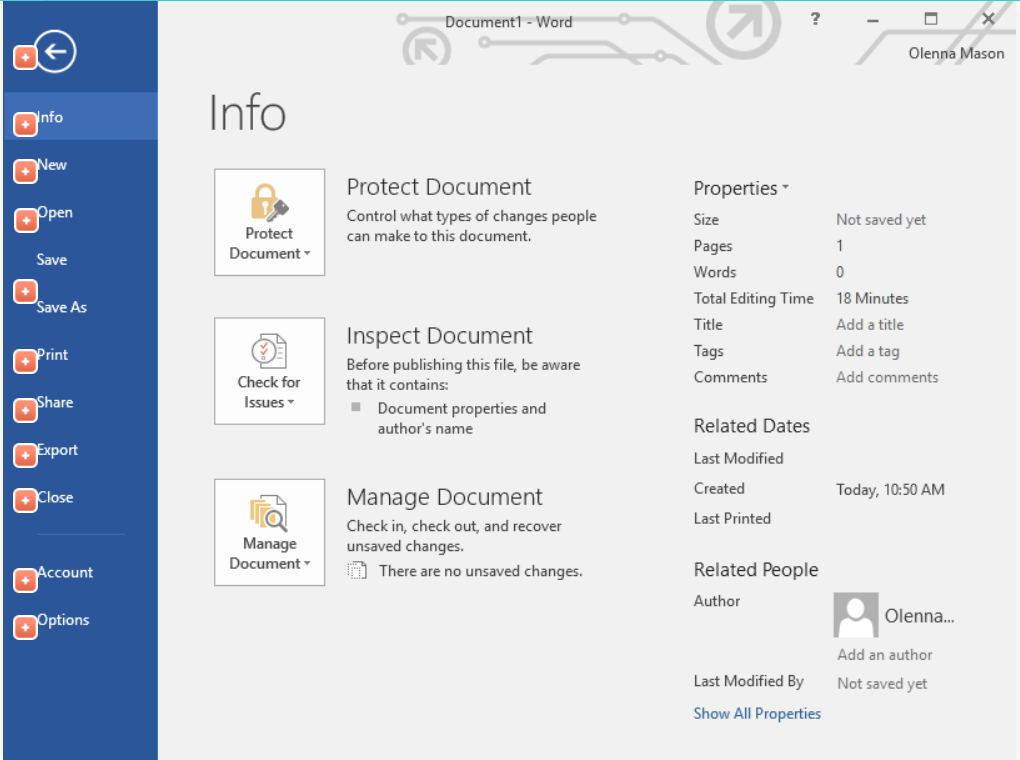 Document1 - Word
?
Olenna Mason
Info
New
Open
Save
Save As
Print
Share
Export
Close
Account
Options
Info
Protect
Document
Protect Document
Control what types of changes people
can make to this document.
Check for
Issues
Inspect Document
Before publishing this file, be aware
that it contains:
Document properties and
author's name
Manage
Document
Manage Document
Check in, check out, and recover
unsaved changes.
There are no unsaved changes.
Properties
Size Not saved yet
Pages 1
Words 0
Total Editing Time 18 Minutes
Title Add a title
Tags Add a tag
Comments Add comments
Related Dates
Last Modified
Created Today, 10:50 AM
Last Printed
Related People
Author Olenna...
Add an author
Last Modified By Not saved yet
Show All Properties